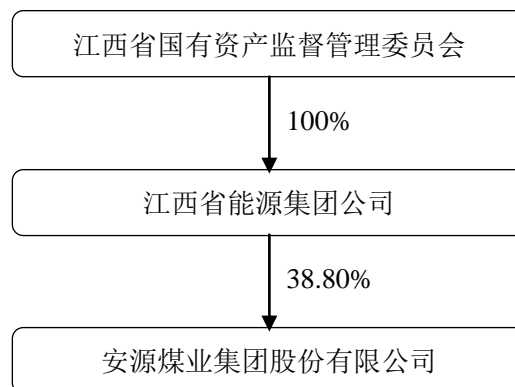 江西省国有资产监督管理委员会
100%
江西省能源集团公司
38.80%
安源煤业集团股份有限公司